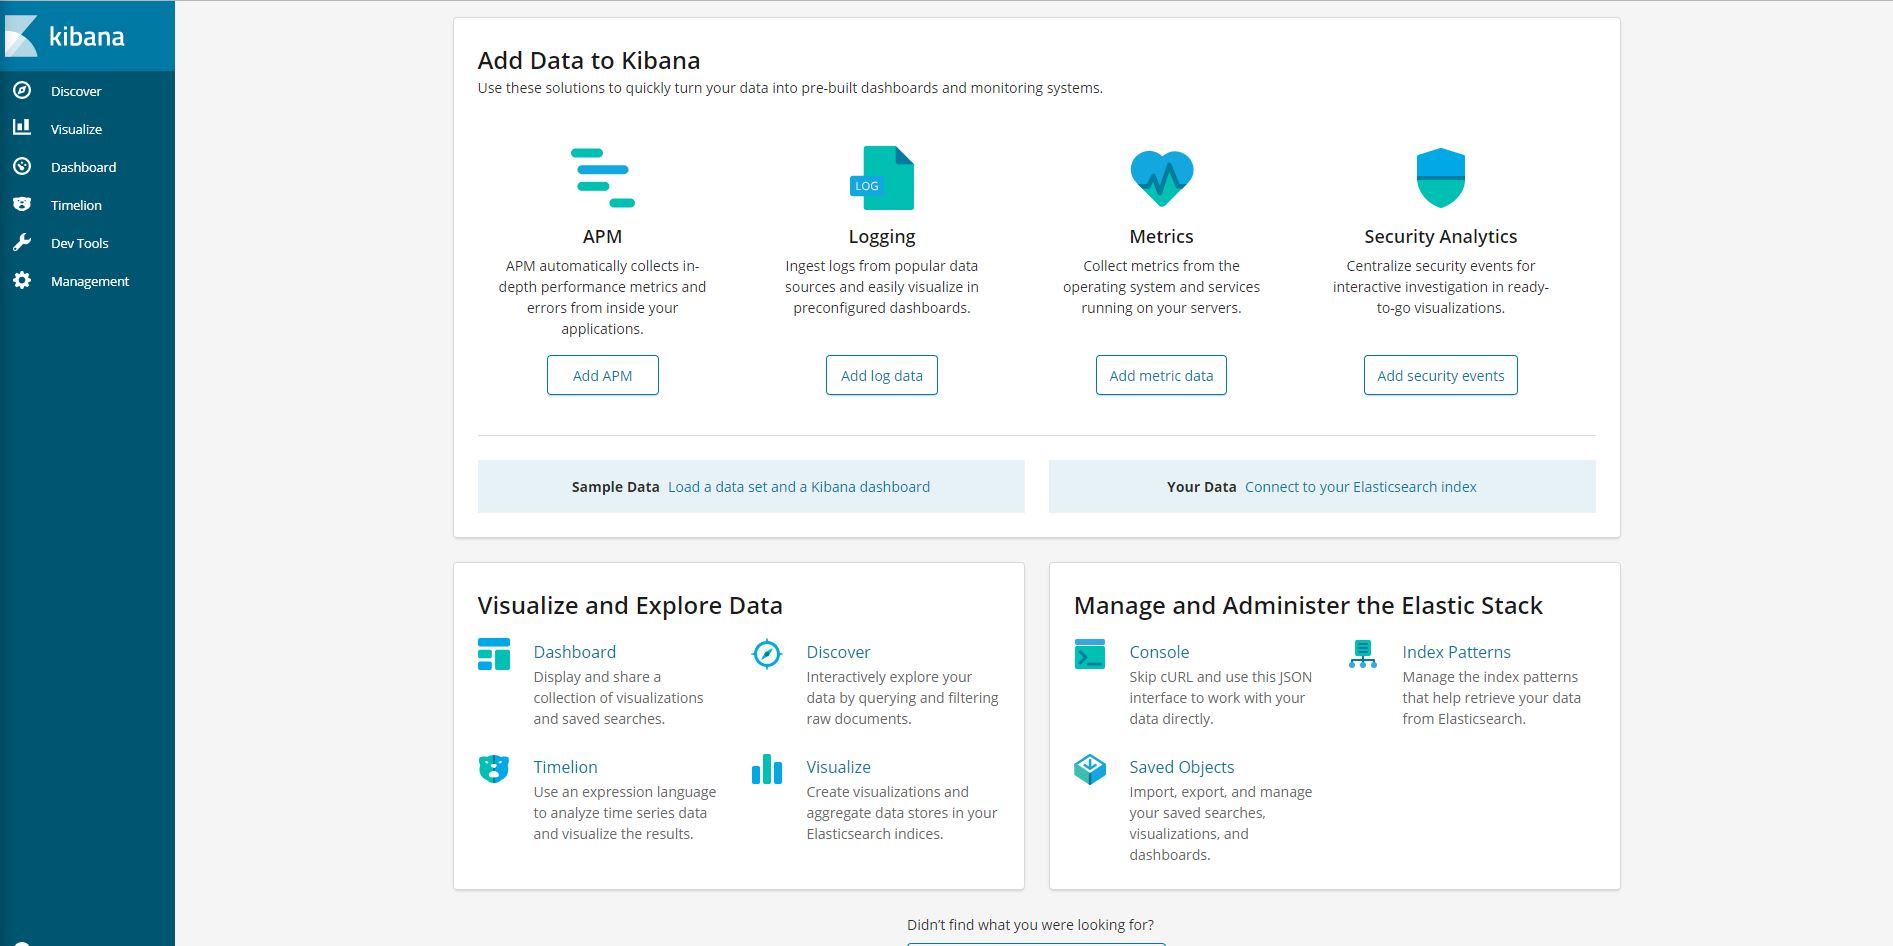 kibana
Discover
Visualize
Dashboard
Timelion
Dev Tools
Management
Add Data to Kibana
Use these solutions to quickly turn your data into pre-built dashboards and monitoring systems.
LOG
APM
APM automatically collects in-
depth performance metrics and
errors from inside your
applications.
Add APM
Logging
Ingest logs from popular data
sources and easily visualize in
preconfigured dashboards.
Add log data
Metrics
Collect metrics from the
operating system and services
running on your servers.
Add metric data
Security Analytics
Centralize security events for
interactive investigation in ready-
to-go visualizations.
Add security events
Sample Data Load a data set and a Kibana dashboard
Your Data Connect to your Elasticsearch index
Visualize and Explore Data
Dashboard
Display and share a
collection of visualizations
and saved searches.
Discover
Interactively explore your
data by querying and filtering
raw documents.
Timelion
Use an expression language
to analyze time series data
and visualize the results.
Visualize
Create visualizations and
aggregate data stores in your
Elasticsearch indices.
Manage and Administer the Elastic Stack
Console
Skip cURL and use this JSON
interface to work with your
data directly.
Index Patterns
Manage the index patterns
that help retrieve your data
from Elasticsearch.
Saved Objects
Import, export, and manage
your saved searches,
visualizations, and
dashboards.
Didn't find what you were looking for?